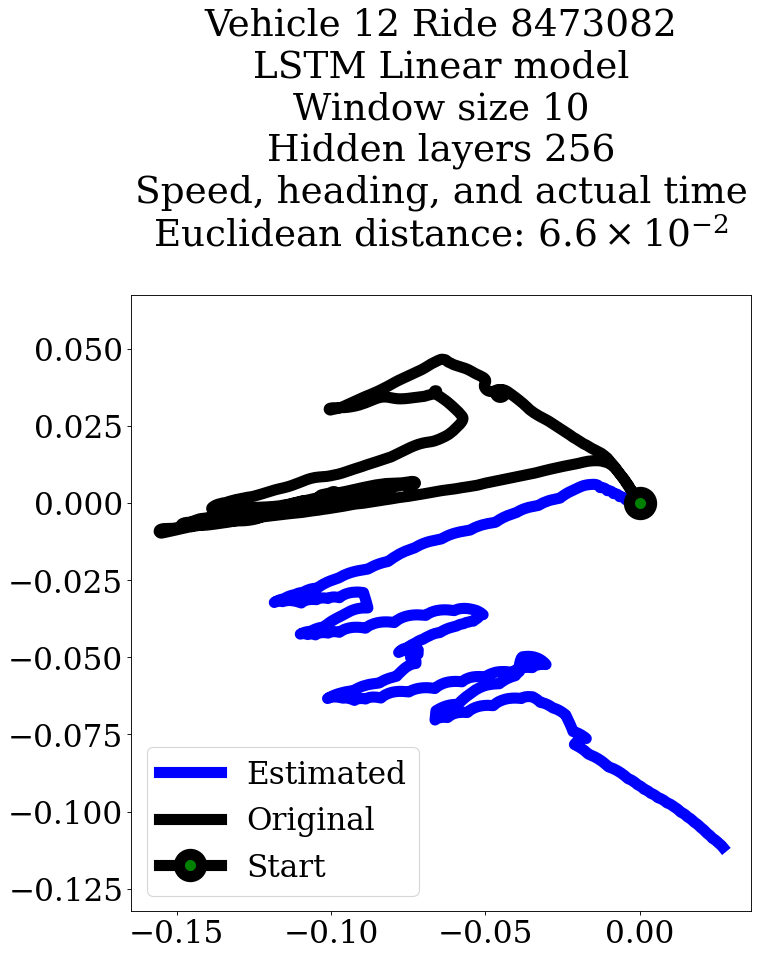 Vehicle 12 Ride 8473082
LSTM Linear model
Window size 10
Hidden layers 256
Speed, heading, and actual time
Euclidean distance: 6.6 × 10⁻²
0.050
0.025
0.000
−0.025
−0.050
−0.075
−0.100
−0.125
Estimated
Original
Start
−0.15
−0.10
−0.05
0.00